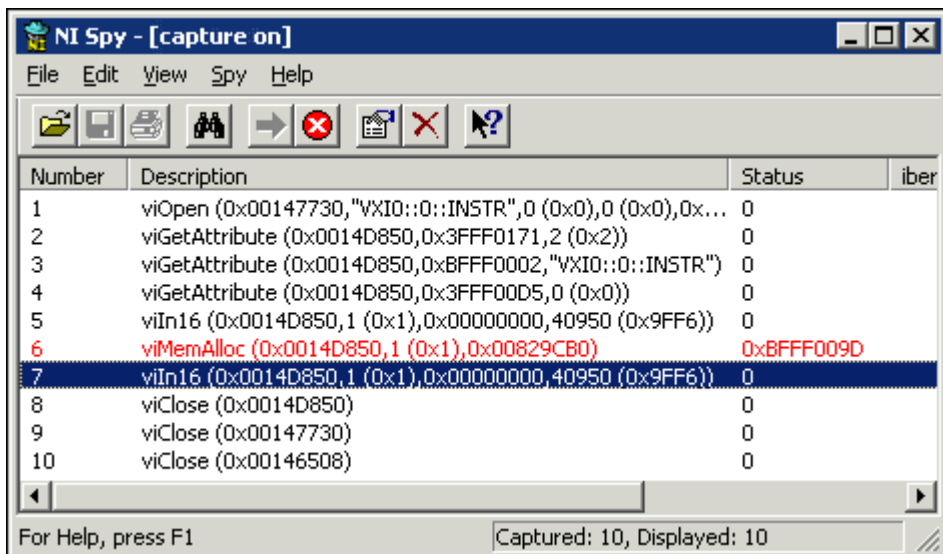 NI Spy - [capture on]
File Edit View Spy Help
Number Description Status iber
1 viOpen (0x00147730,"VXI0::0::INSTR",0 (0x0),0 (0x0),0x... 0
2 viGetAttribute (0x0014D850,0x3FFF0171,2 (0x2)) 0
3 viGetAttribute (0x0014D850,0xBFFF0002,"VXI0::0::INSTR") 0
4 viGetAttribute (0x0014D850,0x3FFF00D5,0 (0x0)) 0
5 viIn16 (0x0014D850,1 (0x1),0x00000000,40950 (0x9FF6)) 0
6 viMemAlloc (0x0014D850,1 (0x1),0x00829CB0) 0xBFFF009D
7 viIn16 (0x0014D850,1 (0x1),0x00000000,40950 (0x9FF6)) 0
8 viClose (0x0014D850) 0
9 viClose (0x00147730) 0
10 viClose (0x00146508) 0
For Help, press F1 Captured: 10, Displayed: 10